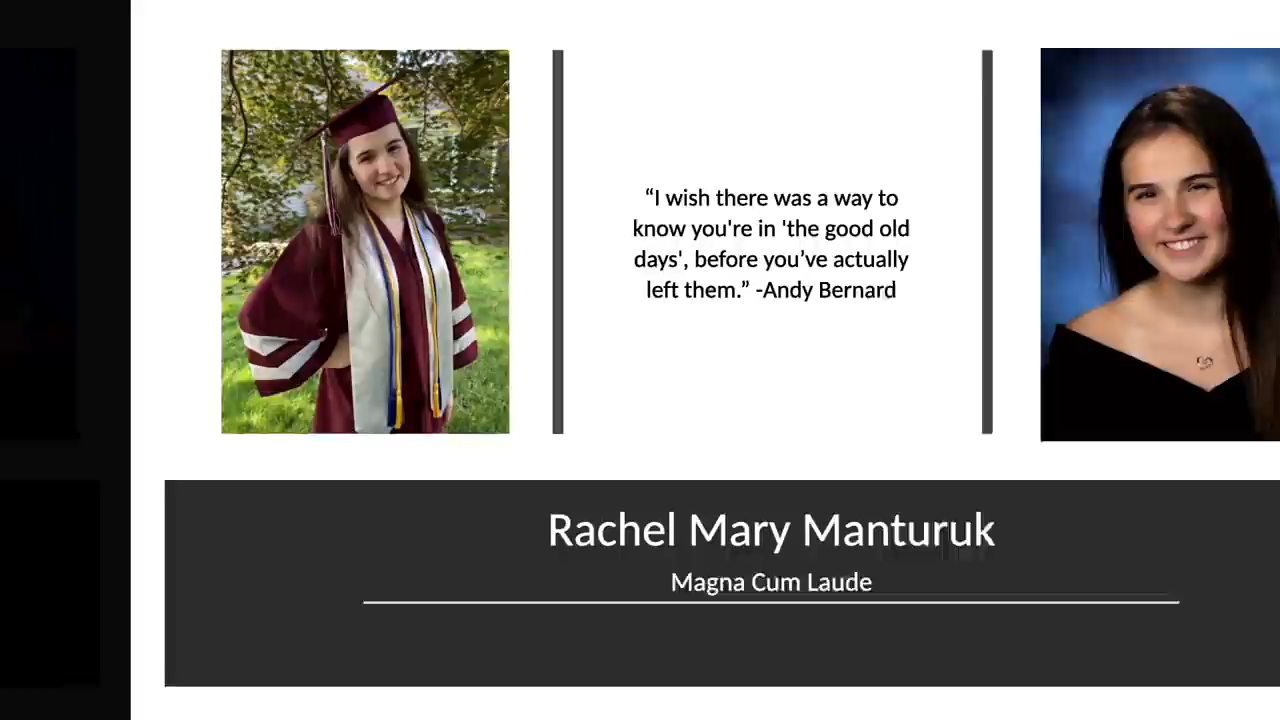 “I wish there was a way to
know you're in 'the good old
days', before you’ve actually
left them.” -Andy Bernard
Rachel Mary Manturuk
Magna Cum Laude